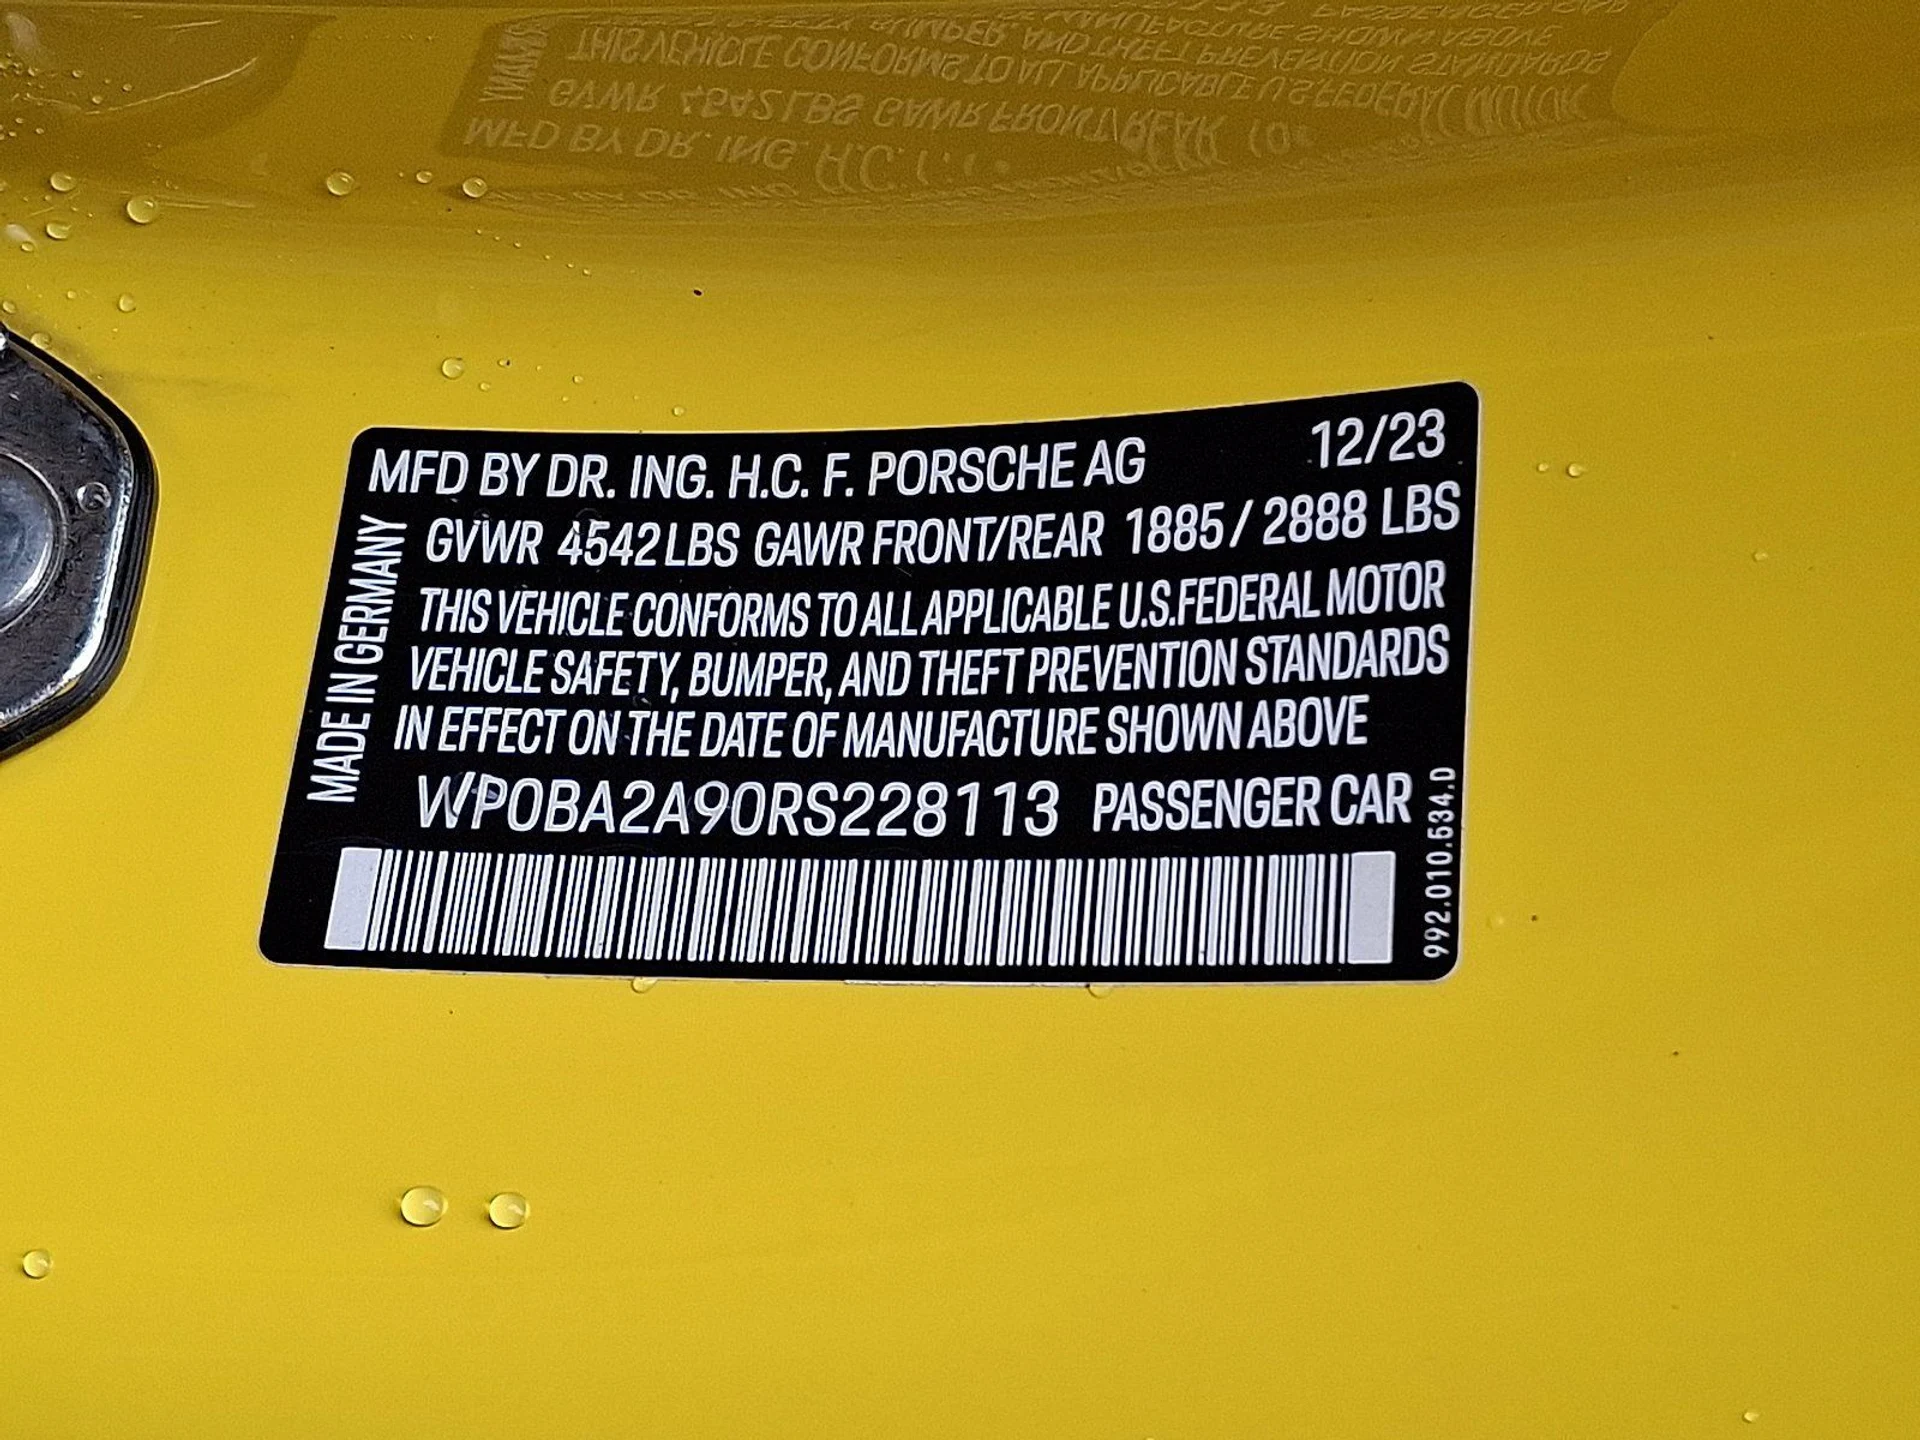 MFD BY DR. ING. H.C. F. PORSCHE AG 12/23
GVWR 4542 LBS GAWR FRONT/REAR 1885 / 2888 LBS
THIS VEHICLE CONFORMS TO ALL APPLICABLE U.S.FEDERAL MOTOR
VEHICLE SAFETY, BUMPER, AND THEFT PREVENTION STANDARDS
IN EFFECT ON THE DATE OF MANUFACTURE SHOWN ABOVE
WP0BA2A90RS228113 PASSENGER CAR
MADE IN GERMANY
992.010.534.D